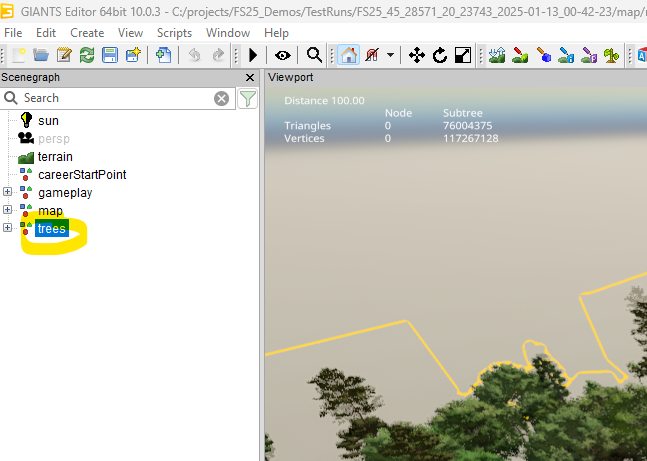 GIANTS Editor 64bit 10.0.3 - C:/projects/FS25_Demos/TestRuns/FS25_45_28571_20_23743_2025-01-13_00-42-23/map/
File Edit View Create Scripts Window Help
Scenegraph
Viewport
Search
sun
persp
terrain
careerStartPoint
gameplay
map
trees
Distance 100.00
Node Subtree
Triangles 0 76004375
Vertices 0 117267128